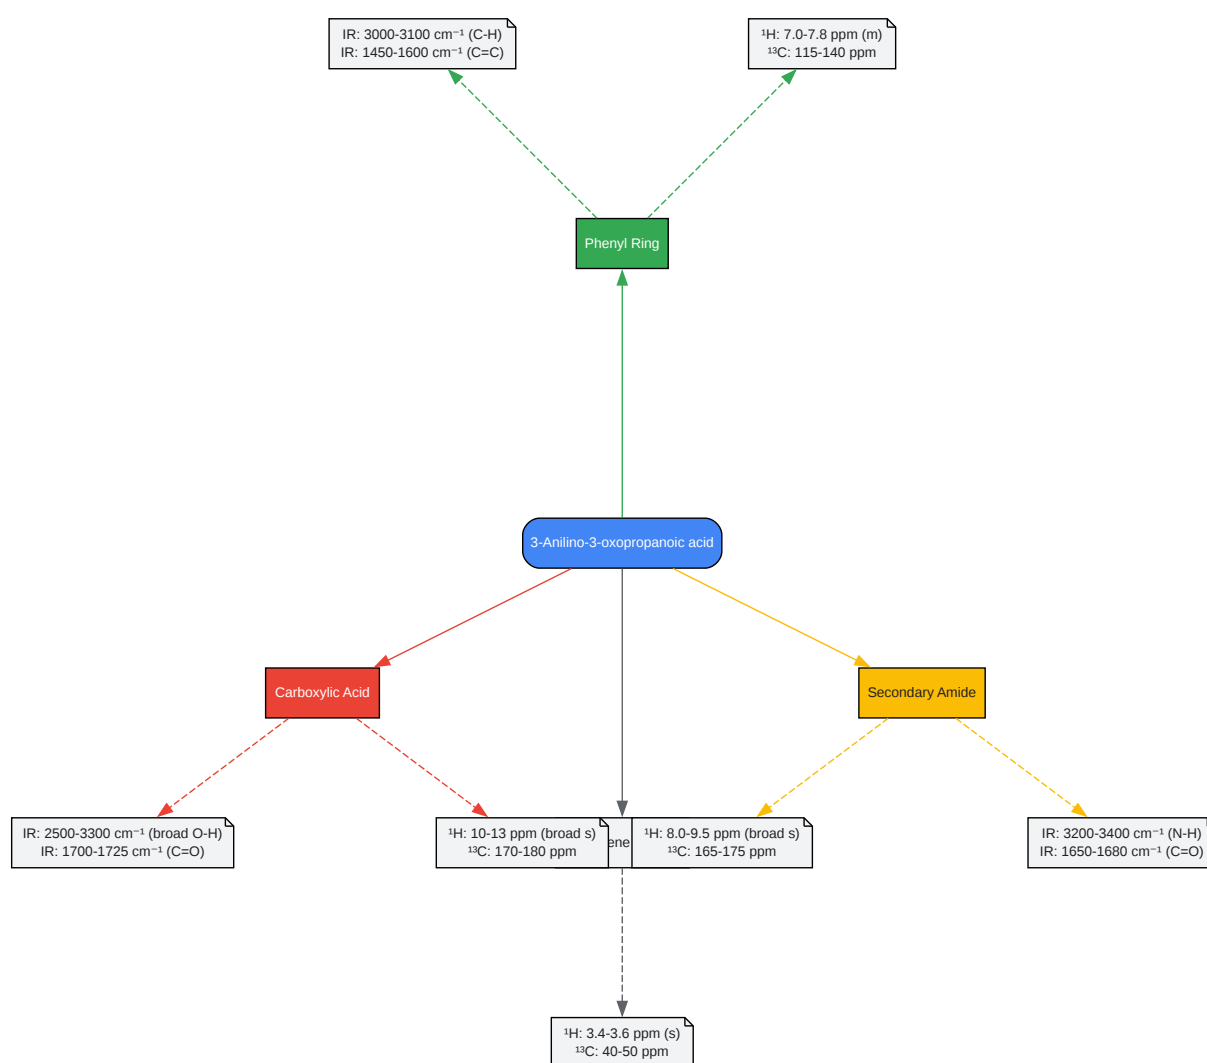 IR: 3000-3100 cm⁻¹ (C-H)
IR: 1450-1600 cm⁻¹ (C=C)
¹H: 7.0-7.8 ppm (m)
¹³C: 115-140 ppm
Phenyl Ring
3-Anilino-3-oxopropanoic acid
Carboxylic Acid
Secondary Amide
IR: 2500-3300 cm⁻¹ (broad O-H)
IR: 1700-1725 cm⁻¹ (C=O)
¹H: 10-13 ppm (broad s)
¹³C: 170-180 ppm
ene
¹H: 8.0-9.5 ppm (broad s)
¹³C: 165-175 ppm
IR: 3200-3400 cm⁻¹ (N-H)
IR: 1650-1680 cm⁻¹ (C=O)
¹H: 3.4-3.6 ppm (s)
¹³C: 40-50 ppm